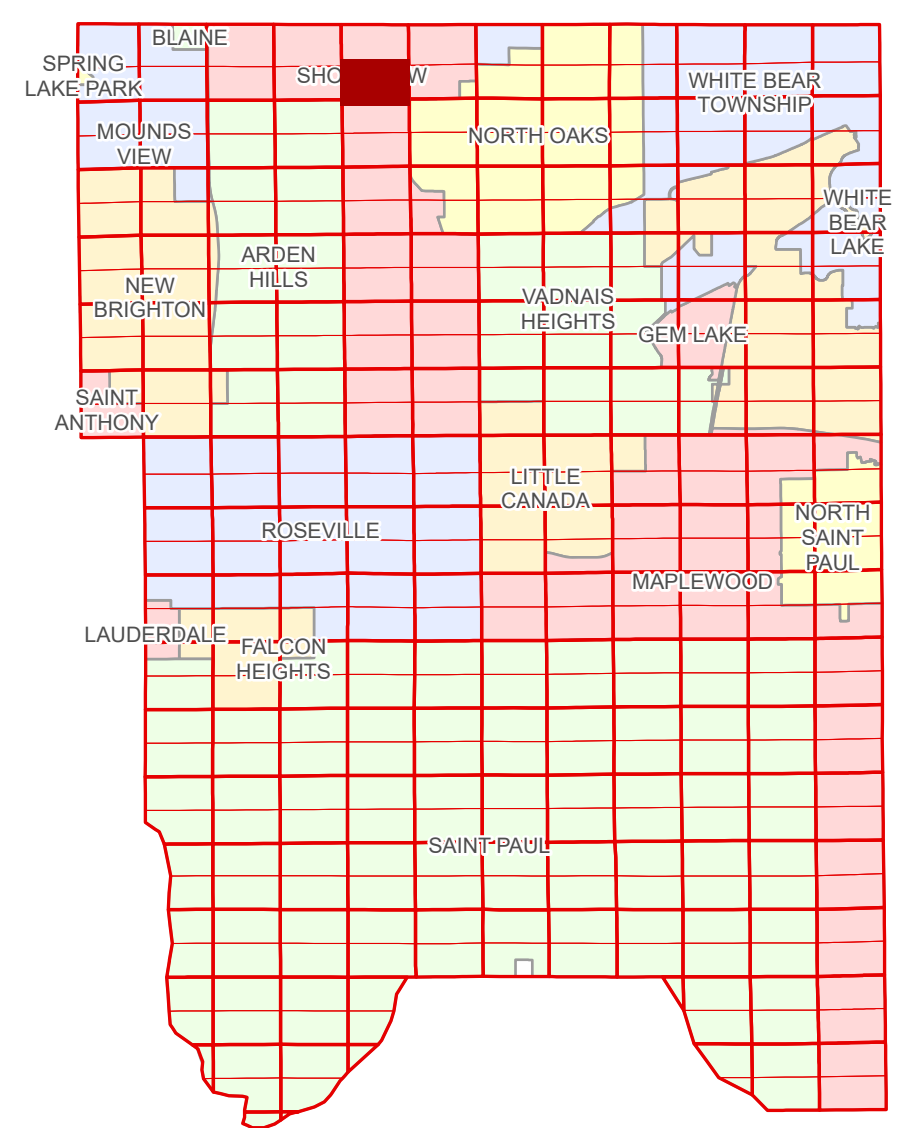 BLAINE
SPRING
LAKE PARK
SHO W
WHITE BEAR
TOWNSHIP
MOUNDS
VIEW
NORTH OAKS
WHITE
BEAR
LAKE
ARDEN
HILLS
NEW
BRIGHTON
VADNAIS
HEIGHTS
GEM LAKE
SAINT
ANTHONY
LITTLE
CANADA
NORTH
SAINT
PAUL
ROSEVILLE
MAPLEWOOD
LAUDERDALE
FALCON
HEIGHTS
SAINT PAUL